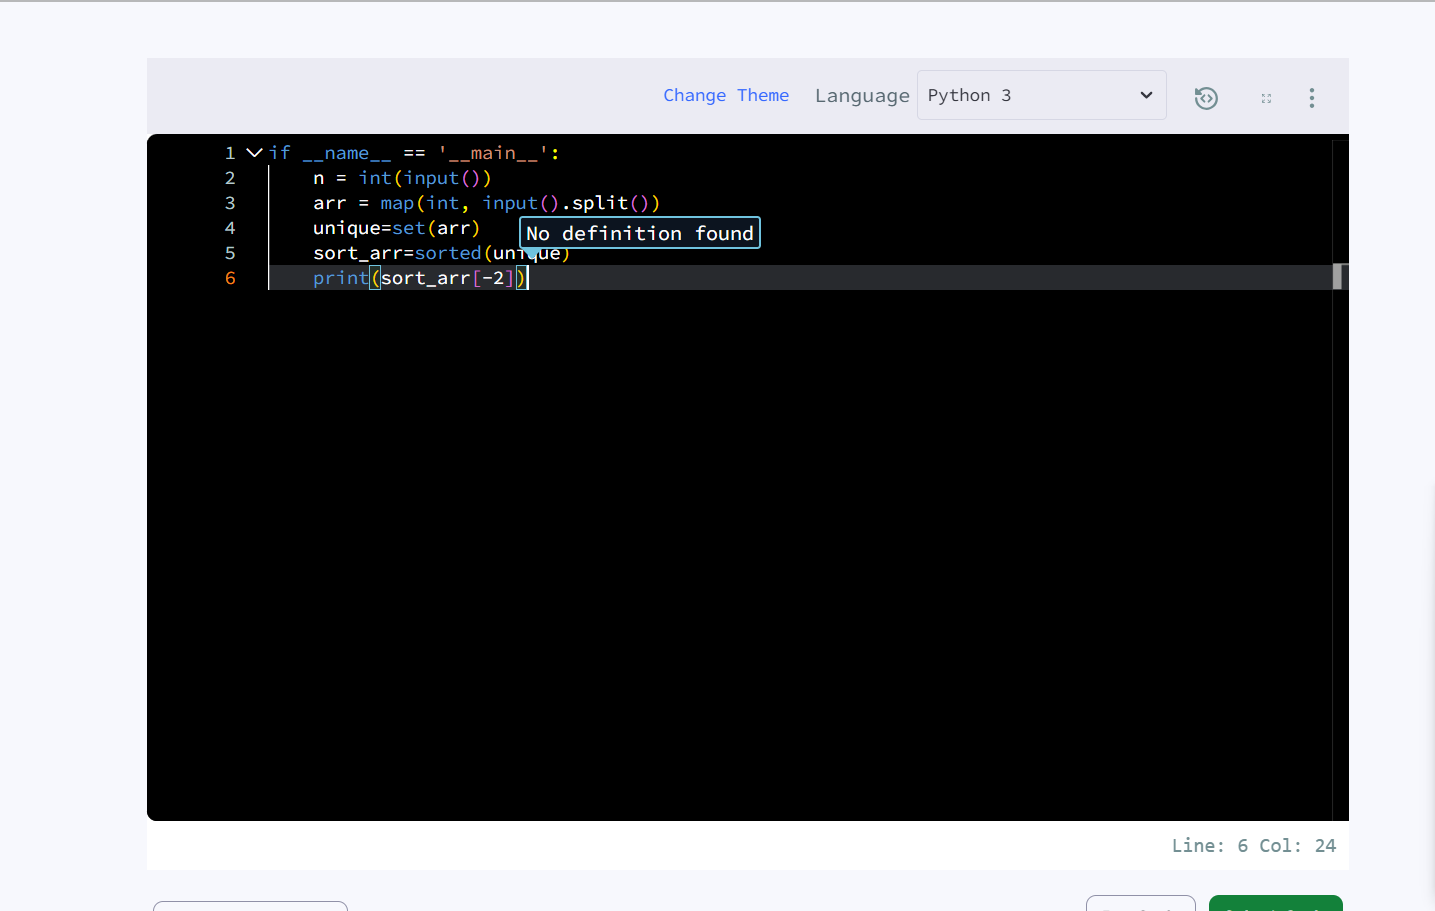 Change Theme Language Python 3
1 if __name__ == '__main__':
2 n = int(input())
3 arr = map(int, input().split())
4 unique=set(arr)
No definition found
5 sort_arr=sorted(unique)
6 print(sort_arr[-2])
Line: 6 Col: 24